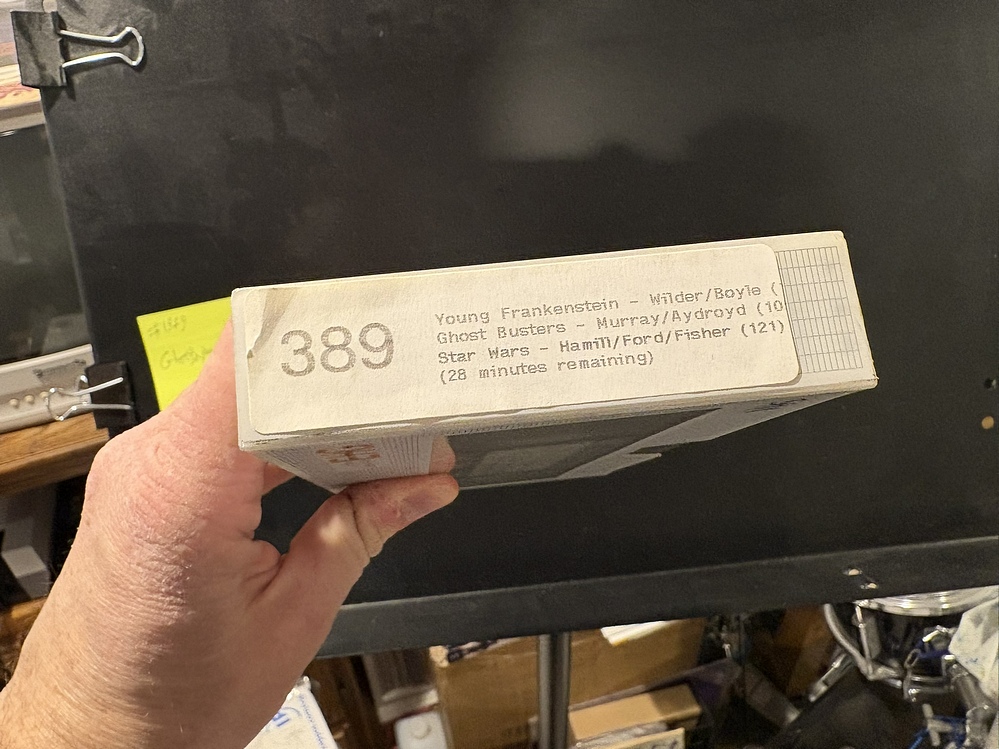 389
Young Frankenstein - Wilder/Boyle (
Ghost Busters - Murray/Aydroyd (10
Star Wars - Hamill/Ford/Fisher (121)
(28 minutes remaining)